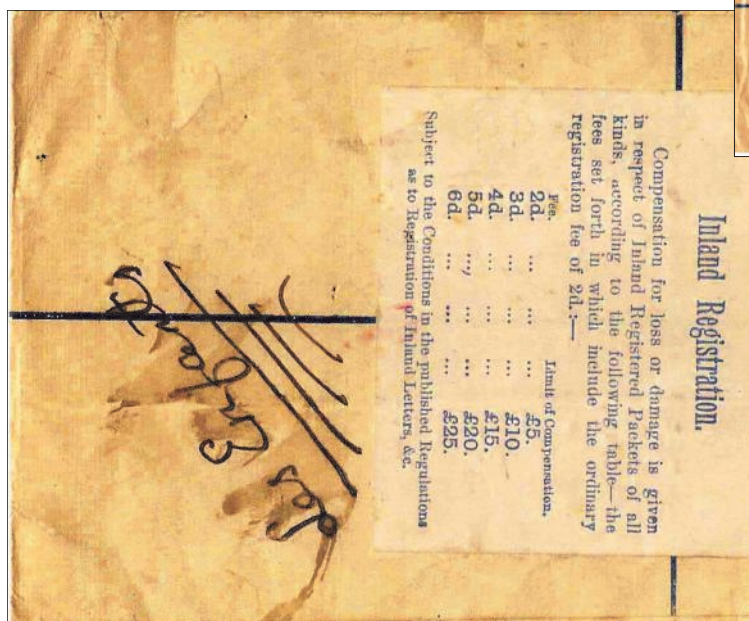 Inland Registration.
Compensation for loss or damage is given
in respect of Inland Registered Packets of all
kinds, according to the following table—the
fees set forth in which include the ordinary
registration fee of 2d.:—
Fee. Limit of Compensation.
2d. ... ... ... £5.
3d. ... ... ... £10.
4d. ... ... ... £15.
5d. ..., ... ... £20.
6d. ... ... ... £25.
Subject to the Conditions in the published Regulations
as to Registration of Inland Letters, &c.
Les Enfants